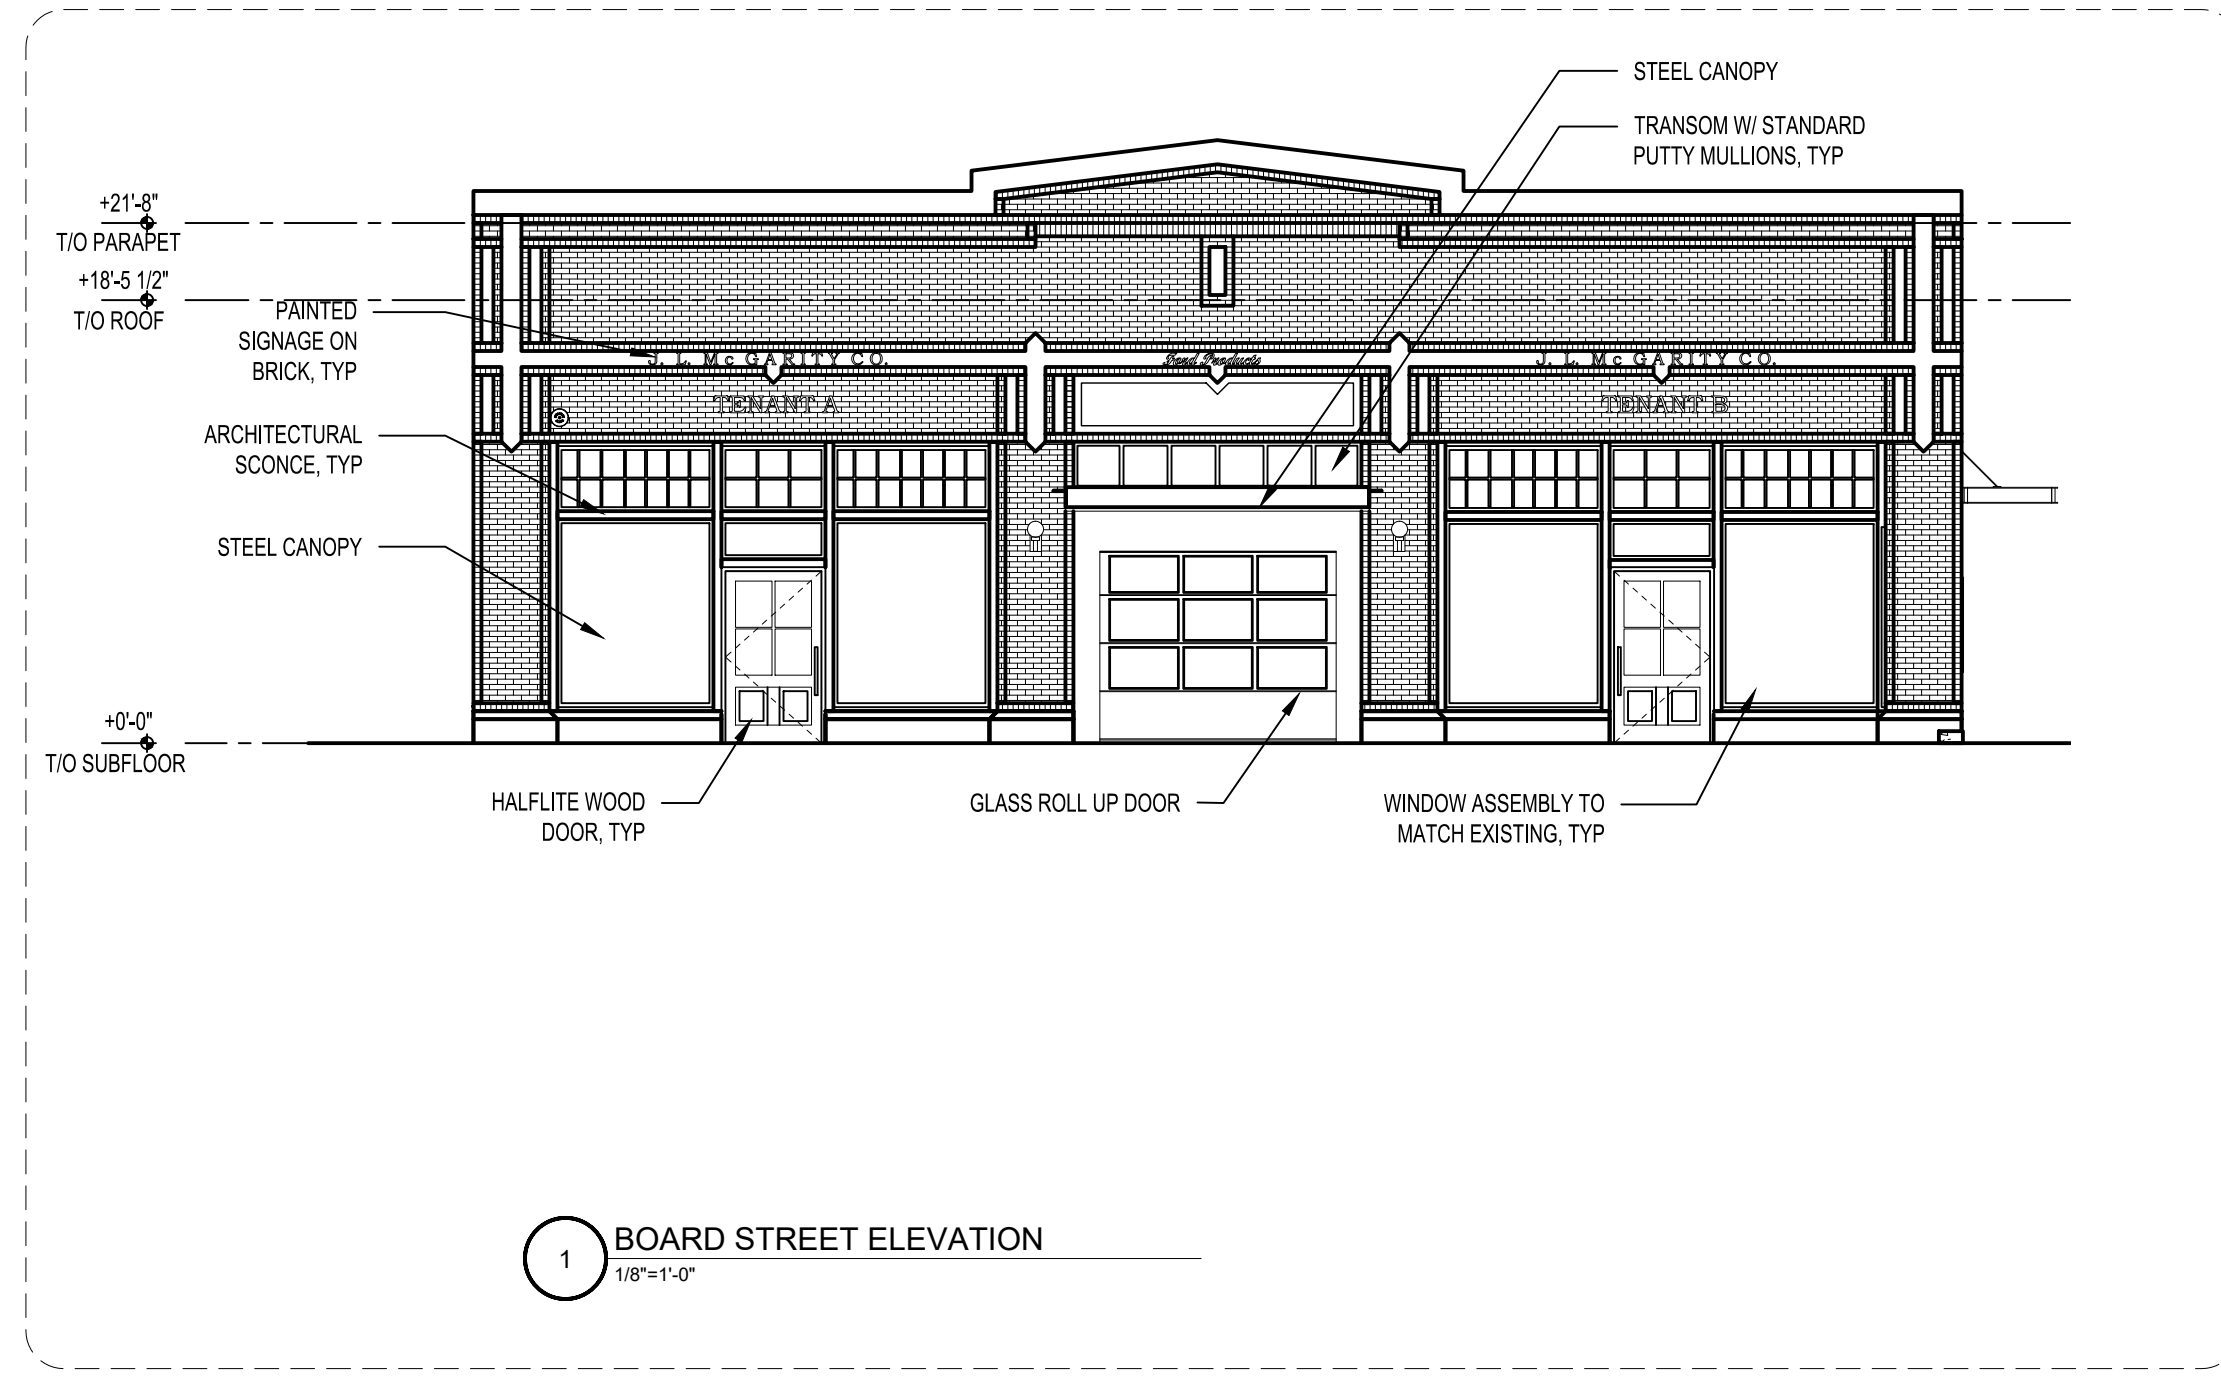 STEEL CANOPY
TRANSOM W/ STANDARD
PUTTY MULLIONS, TYP
+21'-8"
T/O PARAPET
+18'-5 1/2"
T/O ROOF
PAINTED
SIGNAGE ON
BRICK, TYP
J. L. Mc GARITY CO.
Ford Products
J. L. Mc GARITY CO.
TENANT A
TENANT B
ARCHITECTURAL
SCONCE, TYP
STEEL CANOPY
+0'-0"
T/O SUBFLOOR
HALFLITE WOOD
DOOR, TYP
GLASS ROLL UP DOOR
WINDOW ASSEMBLY TO
MATCH EXISTING, TYP
1
BOARD STREET ELEVATION
1/8"=1'-0"